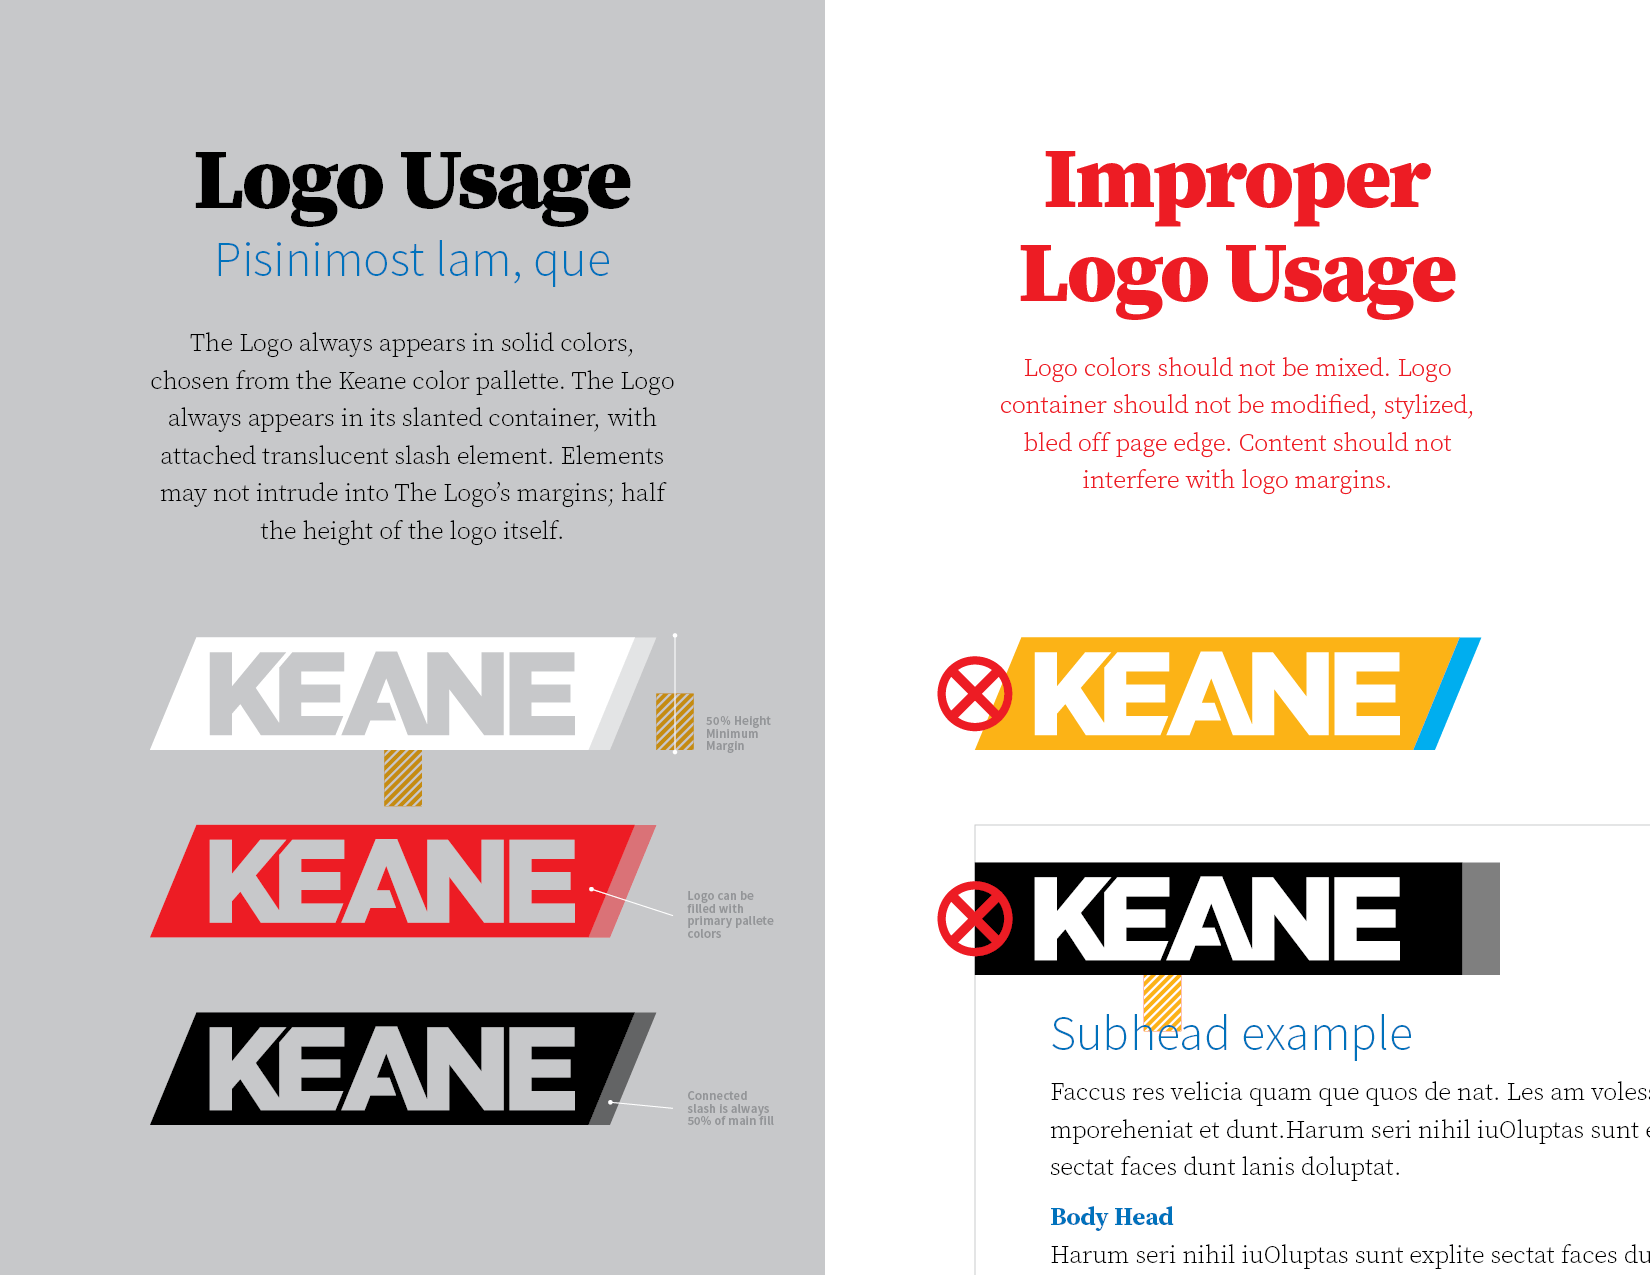 Logo Usage
Pisinimost lam, que
The Logo always appears in solid colors,
chosen from the Keane color pallette. The Logo
always appears in its slanted container, with
attached translucent slash element. Elements
may not intrude into The Logo’s margins; half
the height of the logo itself.
KEANE
50% Height
Minimum
Margin
KEANE
Logo can be
filled with
primary pallete
colors
KEANE
Connected
slash is always
50% of main fill
Improper
Logo Usage
Logo colors should not be mixed. Logo
container should not be modified, stylized,
bled off page edge. Content should not
interfere with logo margins.
KEANE
KEANE
Subhead example
Faccus res velicia quam que quos de nat. Les am voless
mporeheniat et dunt.Harum seri nihil iuOluptas sunt e
sectat faces dunt lanis doluptat.
Body Head
Harum seri nihil iuOluptas sunt explite sectat faces du